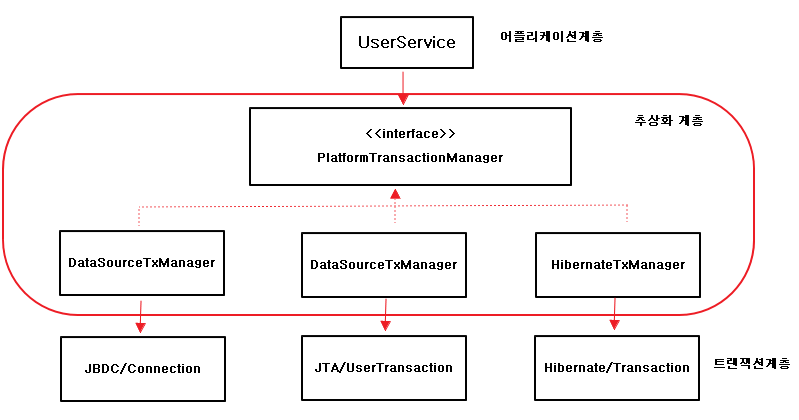 UserService
어플리케이션계층
추상화 계층
<<interface>>
PlatformTransactionManager
DataSourceTxManager
DataSourceTxManager
HibernateTxManager
JBDC/Connection
JTA/UserTransaction
Hibernate/Transaction
트랜잭션계층